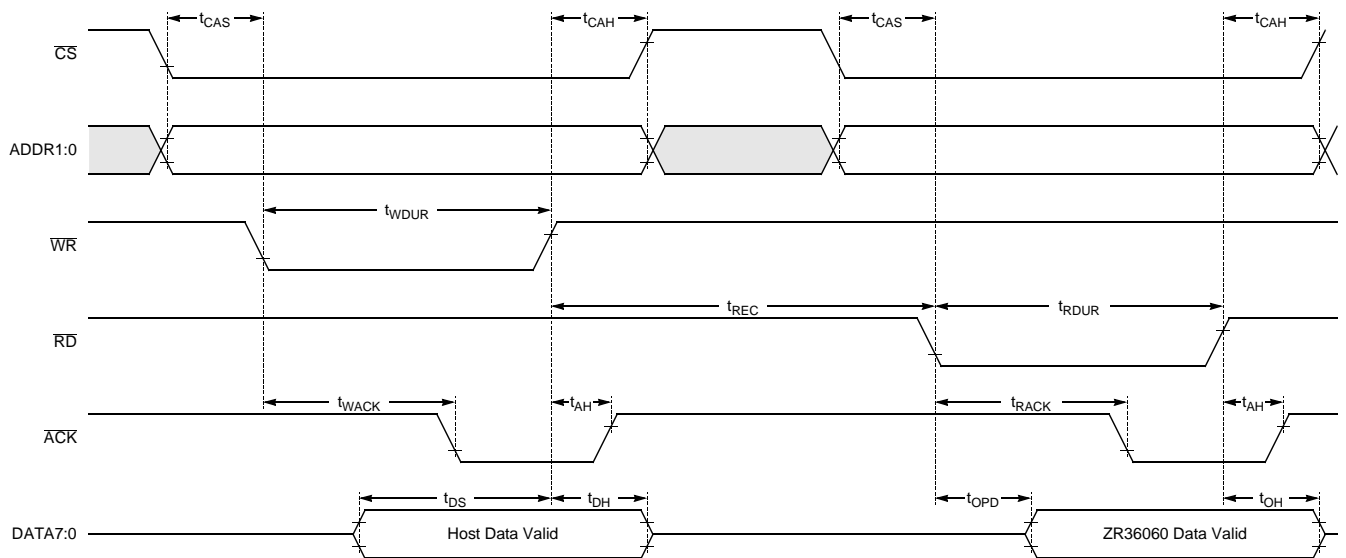 tCAS tCAH tCAS tCAH
CS
ADDR1:0
tWDUR
WR
tREC tRDUR
RD
tWACK tAH tRACK tAH
ACK
tDS tDH tOPD tOH
DATA7:0 Host Data Valid ZR36060 Data Valid